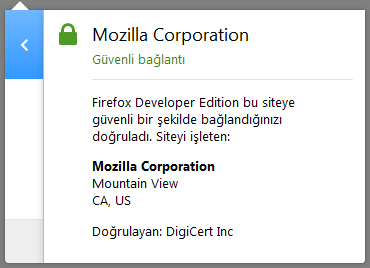 Mozilla Corporation
Güvenli bağlantı
Firefox Developer Edition bu siteye
güvenli bir şekilde bağlandığınızı
doğruladı. Siteyi işleten:
Mozilla Corporation
Mountain View
CA, US
Doğrulayan: DigiCert Inc